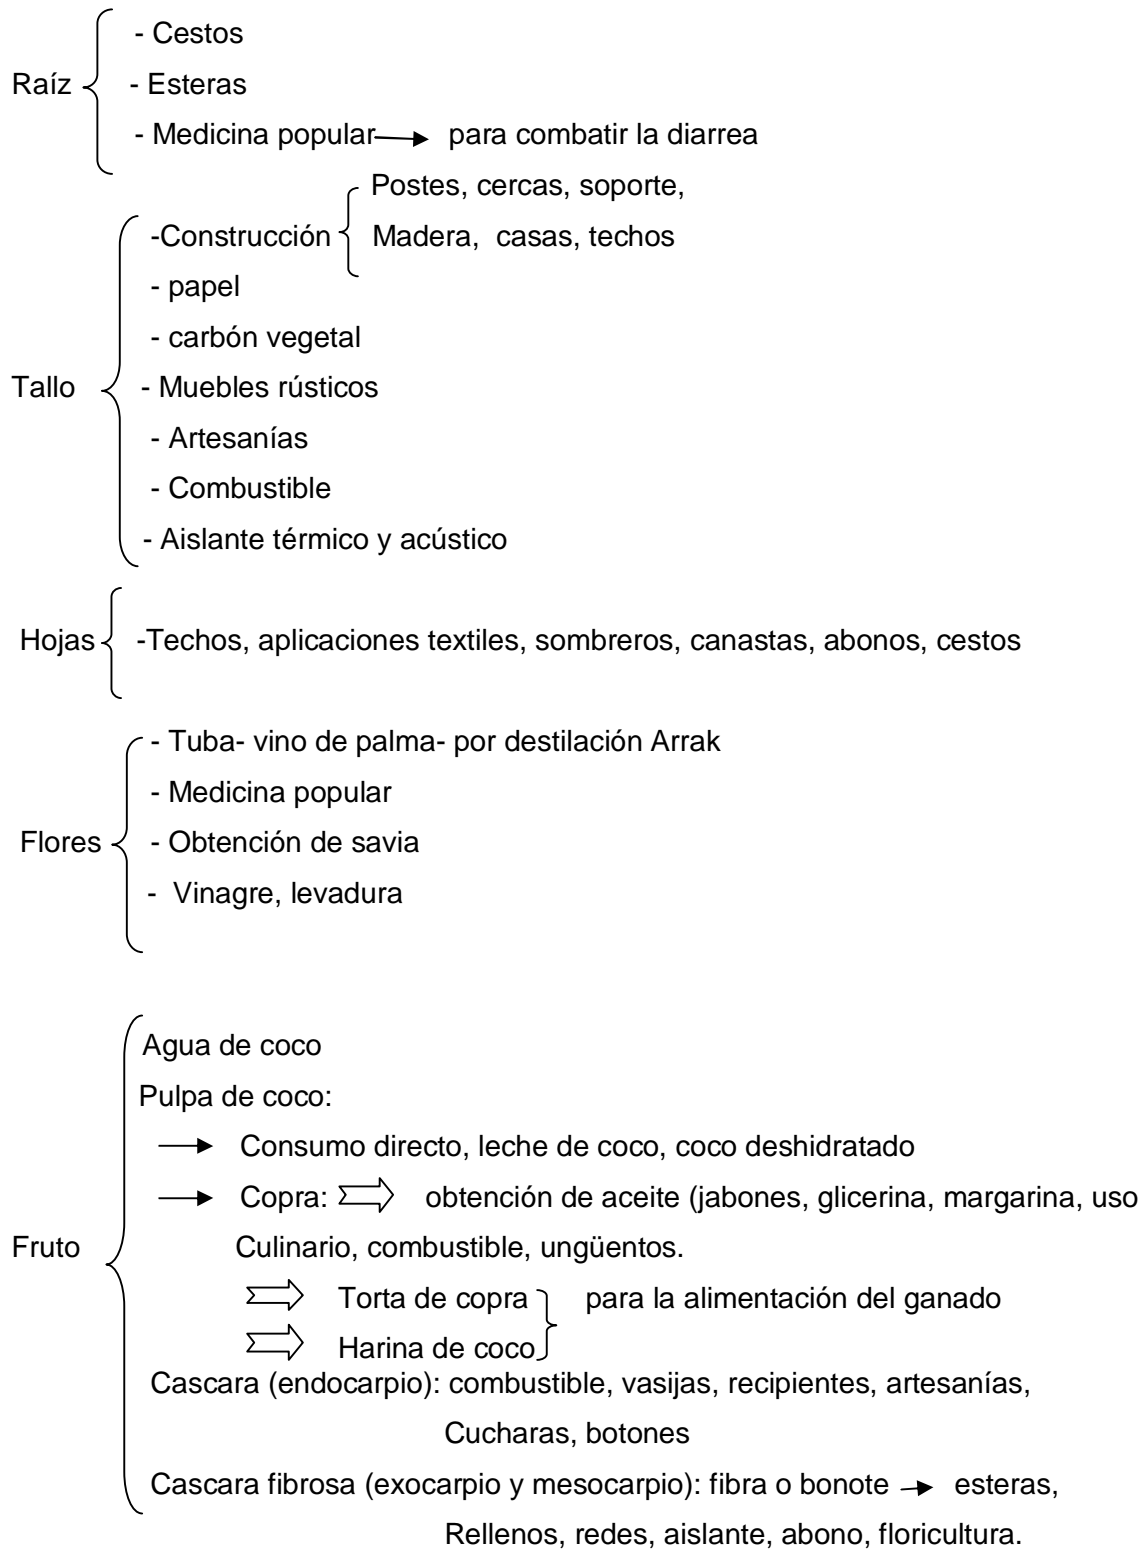 - Cestos
Raíz - Esteras
- Medicina popular para combatir la diarrea
Postes, cercas, soporte,
-Construcción Madera, casas, techos
- papel
- carbón vegetal
Tallo - Muebles rústicos
- Artesanías
- Combustible
- Aislante térmico y acústico
Hojas -Techos, aplicaciones textiles, sombreros, canastas, abonos, cestos
- Tuba- vino de palma- por destilación Arrak
- Medicina popular
Flores - Obtención de savia
- Vinagre, levadura
Agua de coco
Pulpa de coco:
Consumo directo, leche de coco, coco deshidratado
Copra: obtención de aceite (jabones, glicerina, margarina, uso
Fruto Culinario, combustible, ungüentos.
Torta de copra para la alimentación del ganado
Harina de coco
Cascara (endocarpio): combustible, vasijas, recipientes, artesanías,
Cucharas, botones
Cascara fibrosa (exocarpio y mesocarpio): fibra o bonote esteras,
Rellenos, redes, aislante, abono, floricultura.